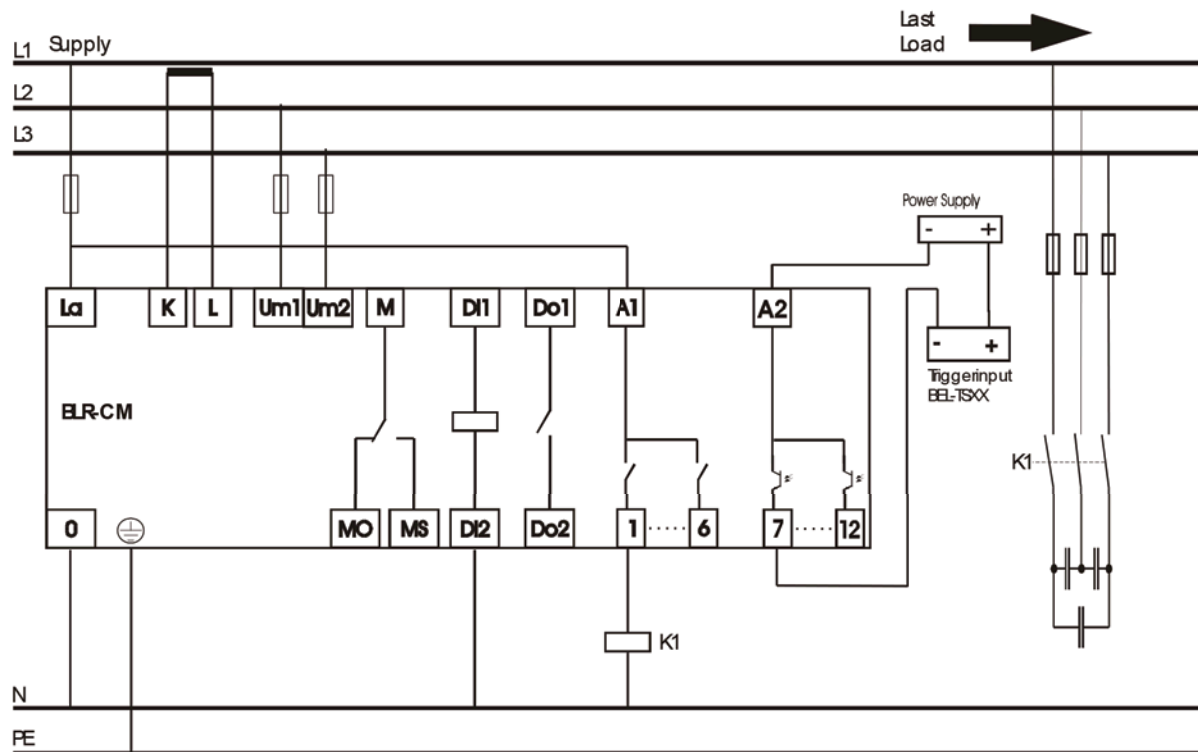 Last
Load
L1 Supply
L2
L3
Power Supply
- +
La K L Um1 Um2 M DI1 Do1 A1 A2
- +
Triggerinput
BEL-TSXX
BLR-CM
K1
0 MO MS DI2 Do2 1 ...... 6 7 ...... 12
K1
N
PE